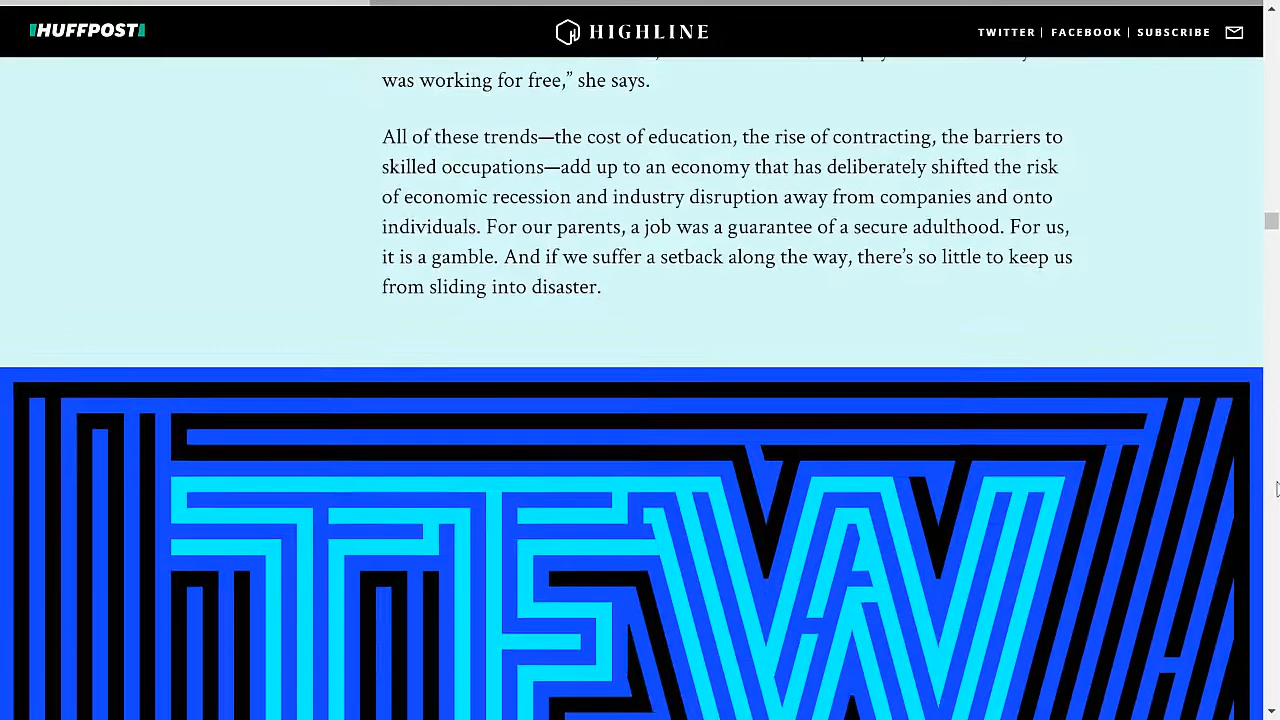 HUFFPOST
HIGHLINE
TWITTER | FACEBOOK | SUBSCRIBE
was working for free,” she says.
All of these trends—the cost of education, the rise of contracting, the barriers to
skilled occupations—add up to an economy that has deliberately shifted the risk
of economic recession and industry disruption away from companies and onto
individuals. For our parents, a job was a guarantee of a secure adulthood. For us,
it is a gamble. And if we suffer a setback along the way, there’s so little to keep us
from sliding into disaster.